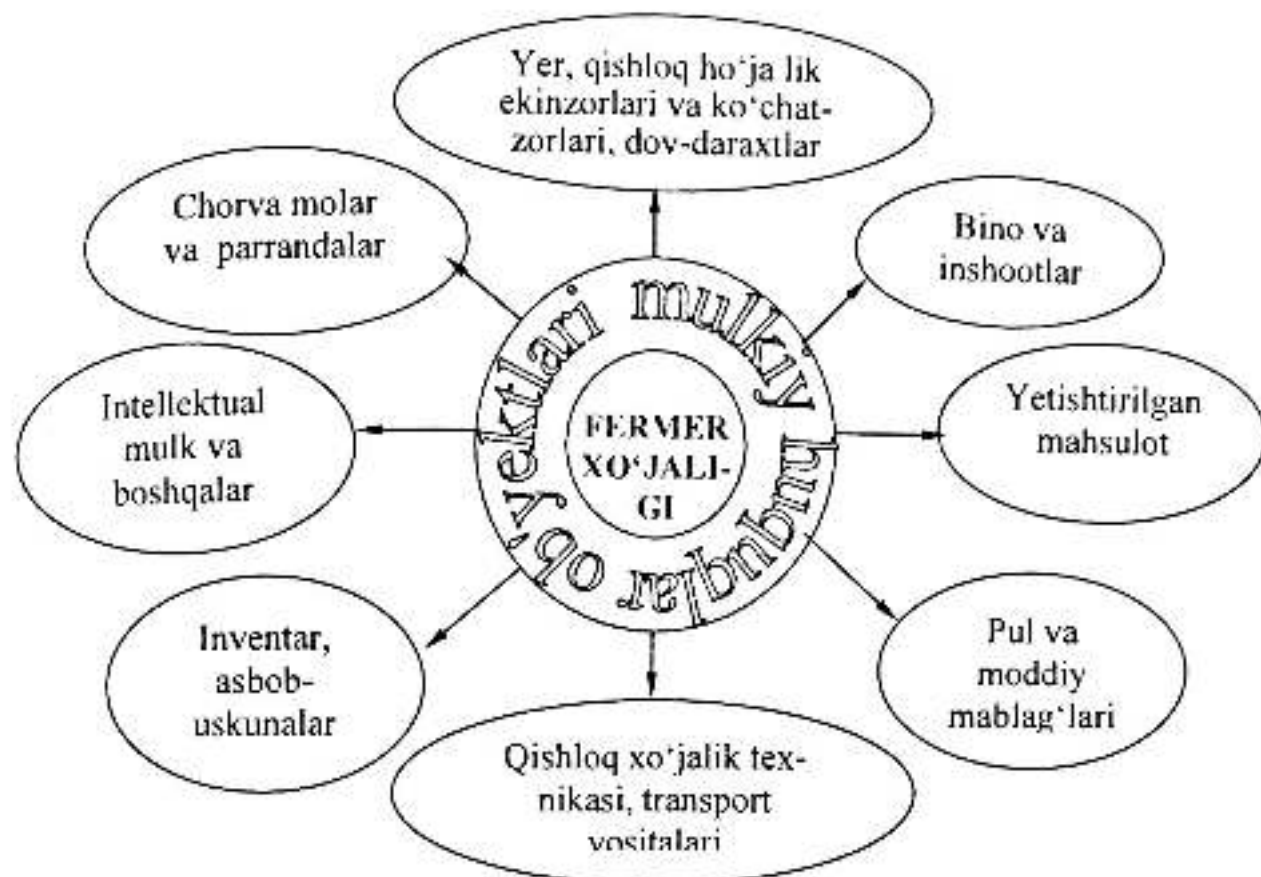 Yer, qishloq ho‘ja lik
ekinzorlari va ko‘chat-
zorlari, dov-daraxtlar
Chorva molar
va parrandalar
Bino va
inshootlar
mulkiy huquqlar ob'yektlari
FERMER
XO‘JALI-
GI
Intellektual
mulk va
boshqalar
Yetishtirilgan
mahsulot
Inventar,
asbob-
uskunalar
Pul va
moddiy
mablag‘lari
Qishloq xo‘jalik tex-
nikasi, transport
vositalari